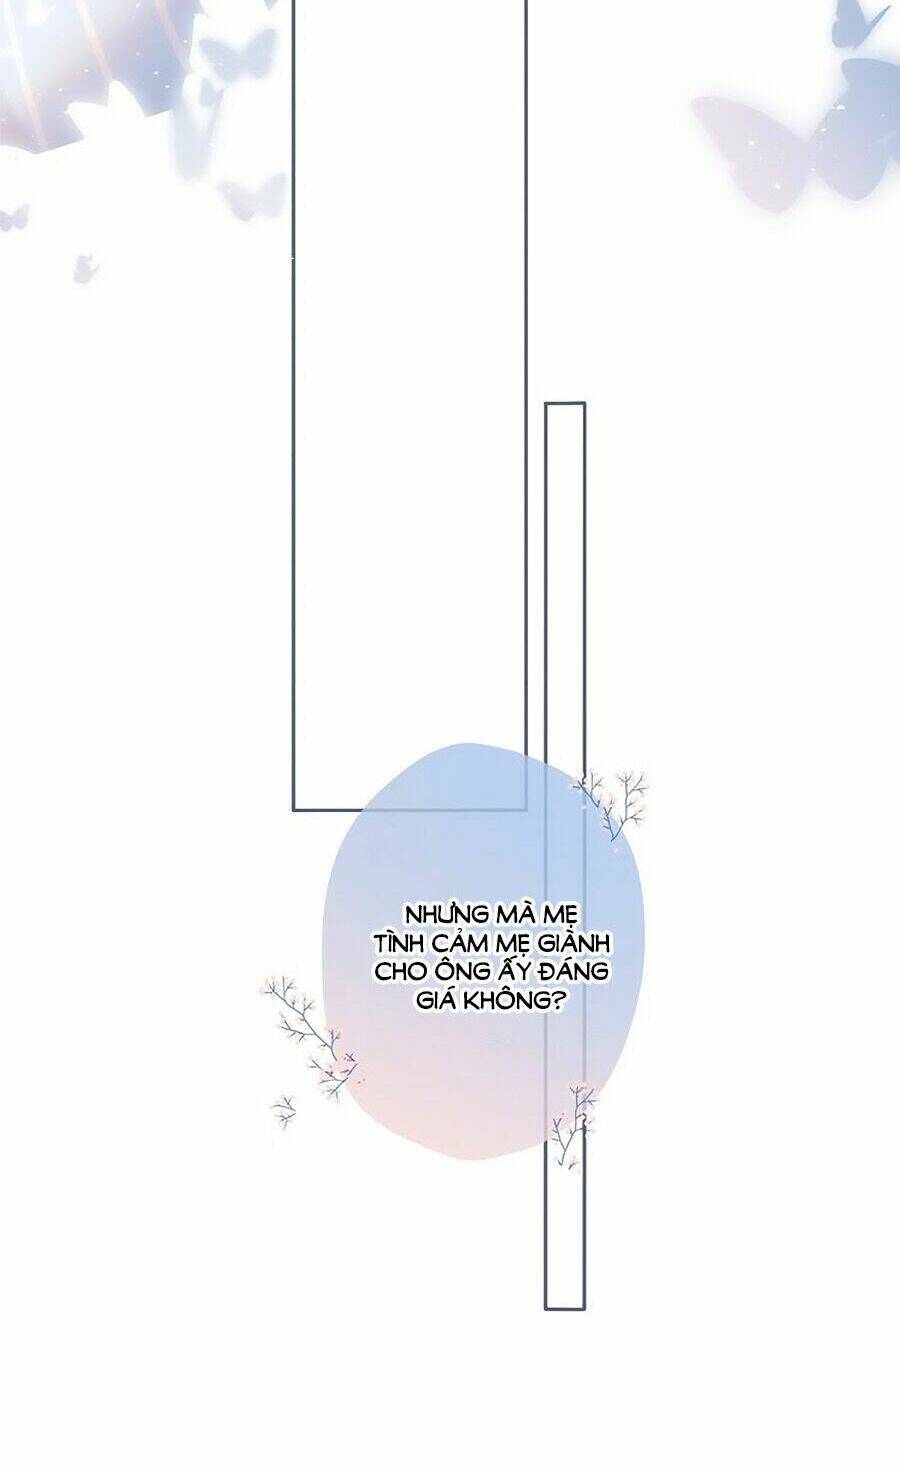 NHƯNG MÀ MẸ
TÌNH CẢM MẸ GIÀNH
CHO ÔNG ẤY ĐÁNG
GIÁ KHÔNG?